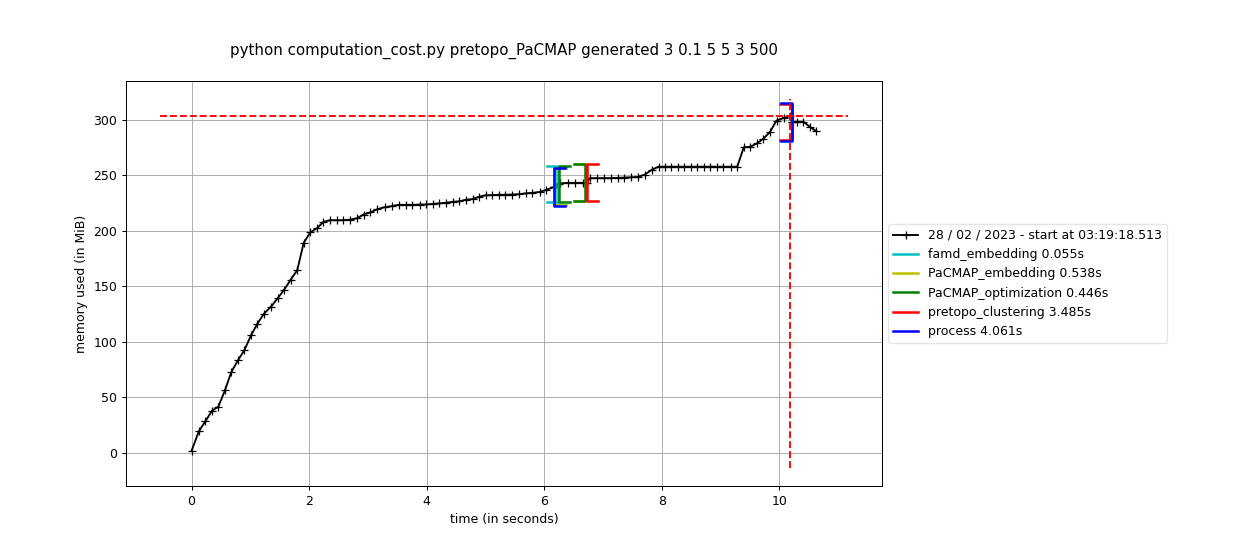 python computation_cost.py pretopo_PaCMAP generated 3 0.1 5 5 3 500
memory used (in MiB)
300
250
200
150
100
50
0
0 2 4 6 8 10
time (in seconds)
28 / 02 / 2023 - start at 03:19:18.513
famd_embedding 0.055s
PaCMAP_embedding 0.538s
PaCMAP_optimization 0.446s
pretopo_clustering 3.485s
process 4.061s